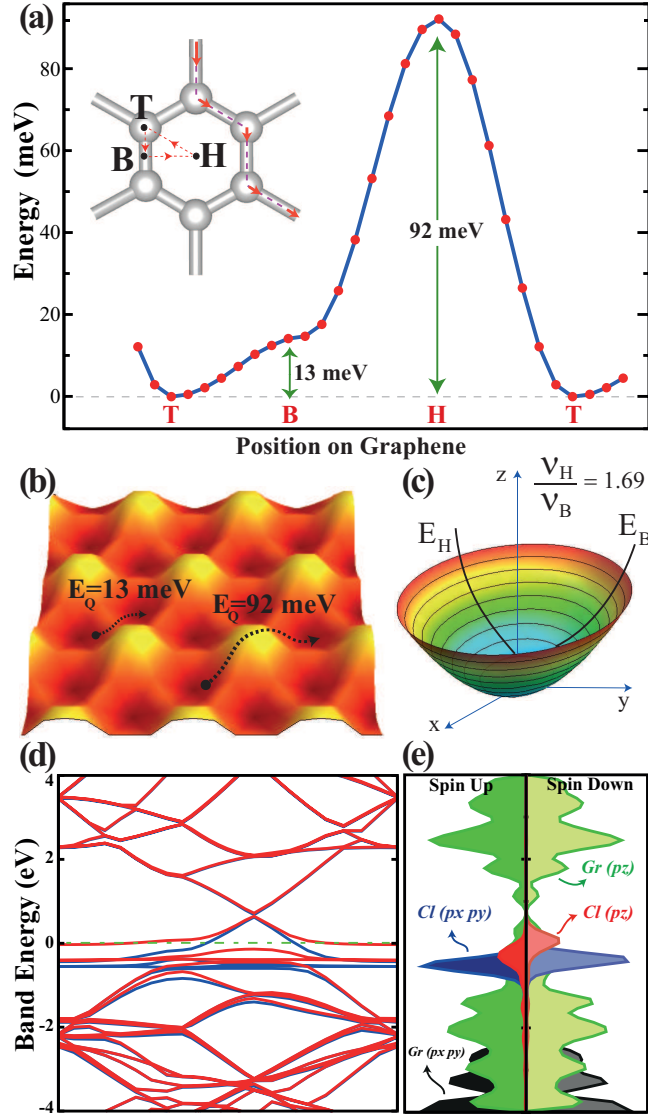 (a)
80
60
40
20
0
Energy (meV)
T
B
H
92 meV
13 meV
T
B
H
T
Position on Graphene
(b)
E_Q=13 meV
E_Q=92 meV
(c)
z
ν_H
ν_B
= 1.69
E_H
E_B
x
y
(d)
4
2
0
-2
-4
Band Energy (eV)
(e)
Spin Up
Spin Down
Gr (pz)
Cl (px py)
Cl (pz)
Gr (px py)